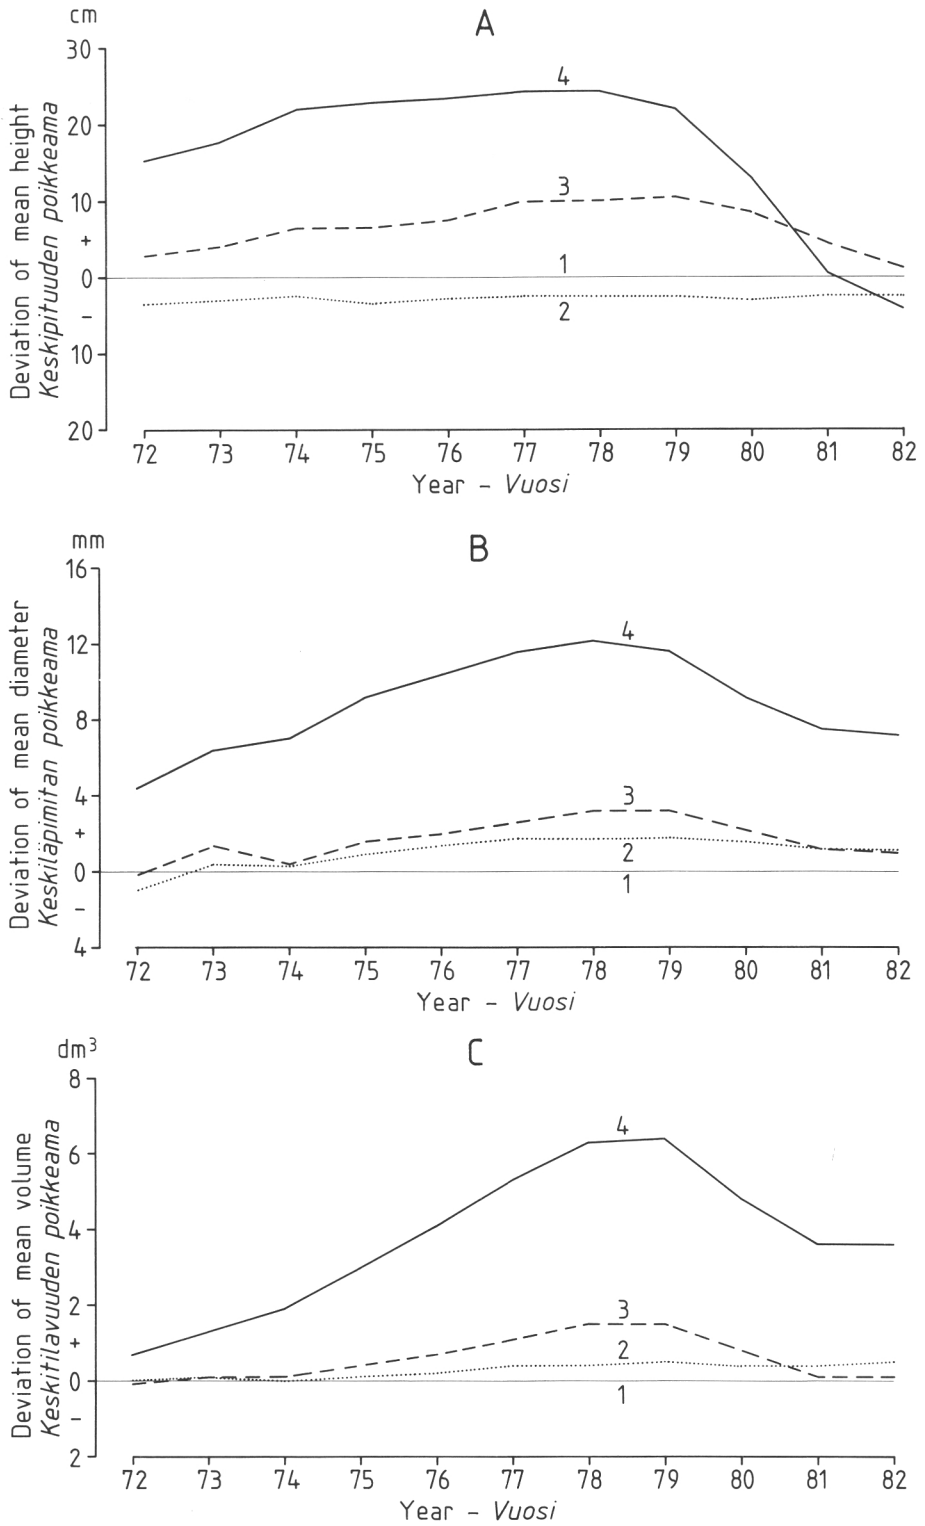 cm
A
30
20
10
+
0
–
10
20
Deviation of mean height
Keskipituuden poikkeama
4
3
1
2
72 73 74 75 76 77 78 79 80 81 82
Year – Vuosi
mm
B
16
12
8
4
+
0
–
4
Deviation of mean diameter
Keskiläpimitan poikkeama
4
3
2
1
72 73 74 75 76 77 78 79 80 81 82
Year – Vuosi
dm³
C
8
6
4
2
+
0
–
2
Deviation of mean volume
Keskitilavuuden poikkeama
4
3
2
1
72 73 74 75 76 77 78 79 80 81 82
Year – Vuosi